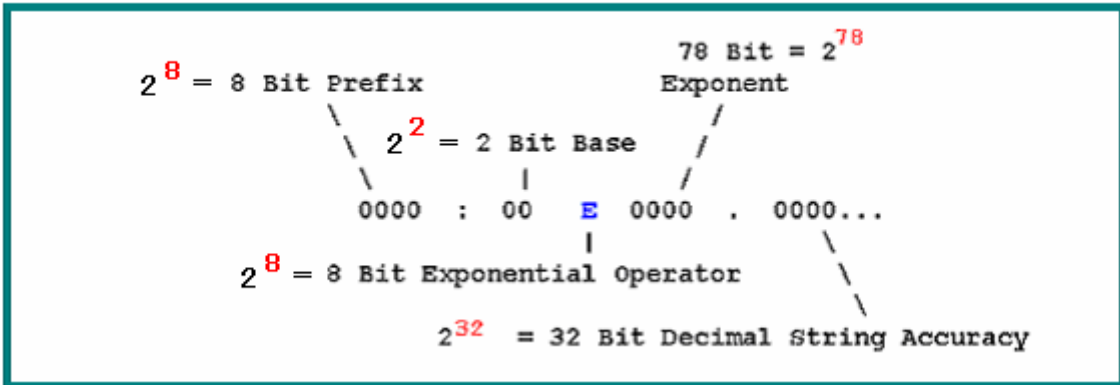 78 Bit = 2^78
2^8 = 8 Bit Prefix Exponent
2^2 = 2 Bit Base
0000 : 00 E 0000 . 0000...
2^8 = 8 Bit Exponential Operator
2^32 = 32 Bit Decimal String Accuracy